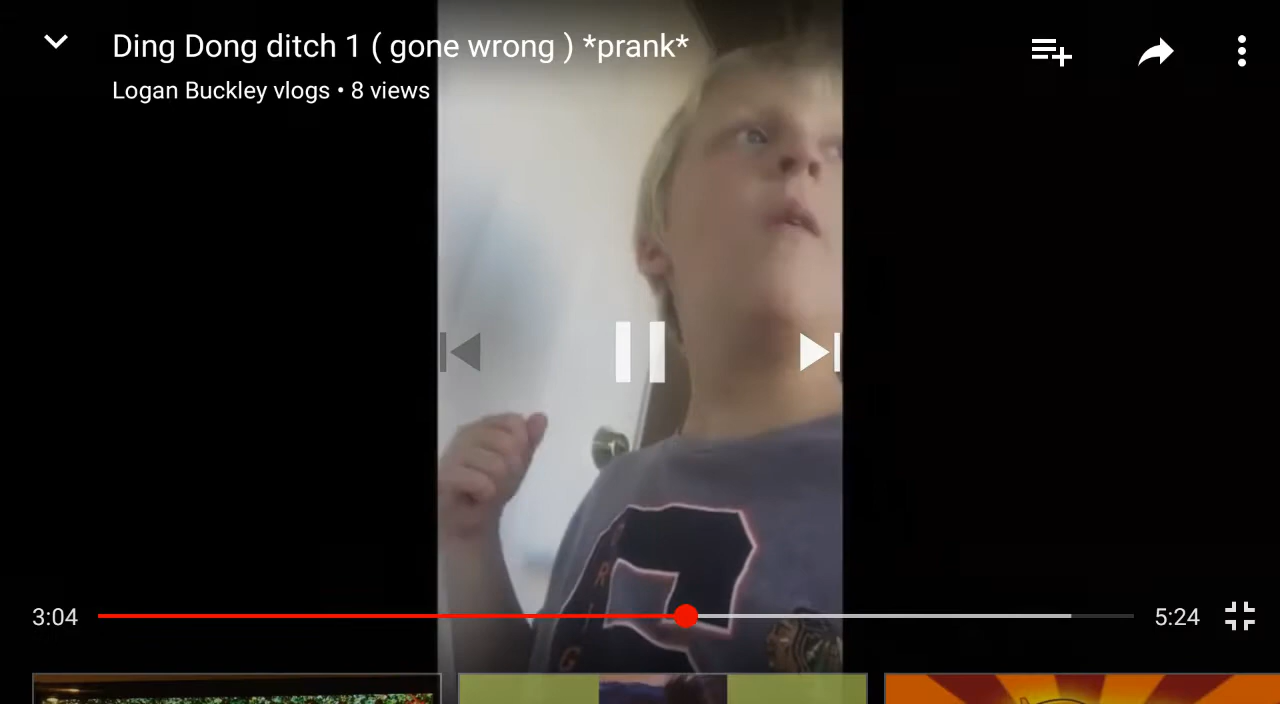 Ding Dong ditch 1 ( gone wrong ) *prank*
Logan Buckley vlogs • 8 views
3:04
5:24